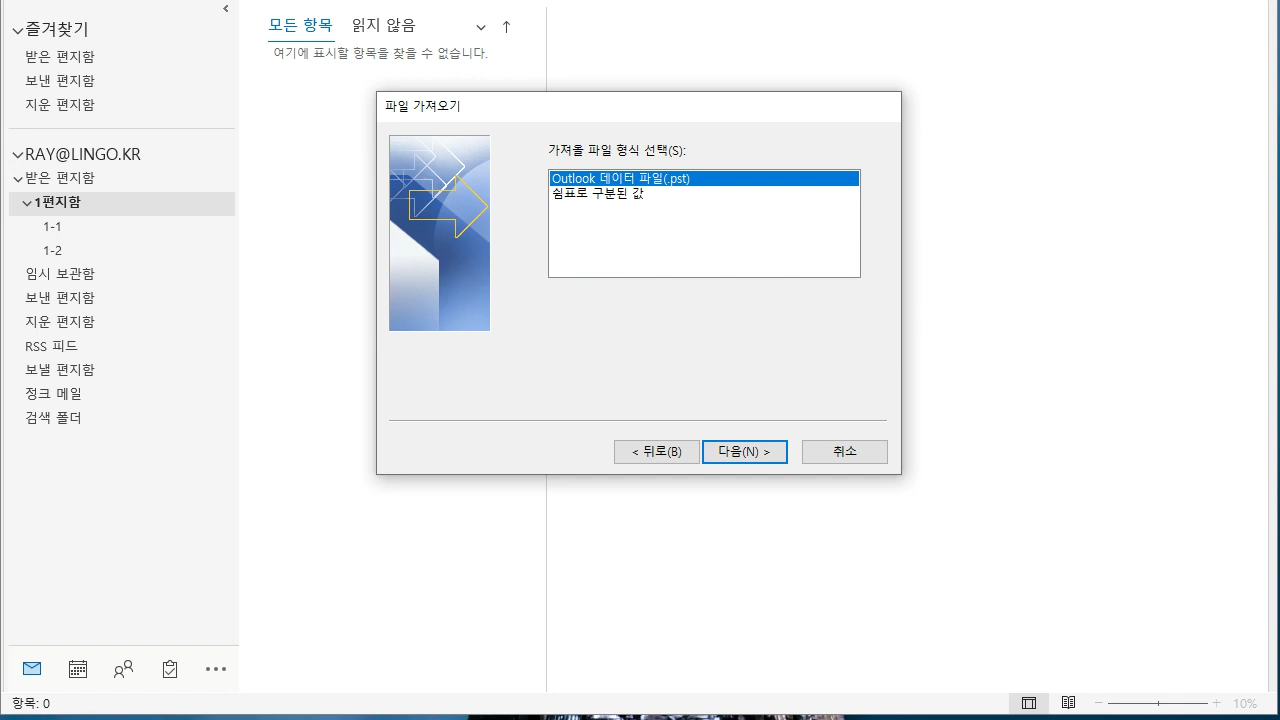 즐겨찾기
받은 편지함
보낸 편지함
지운 편지함
RAY@LINGO.KR
받은 편지함
1편지함
1-1
1-2
임시 보관함
보낸 편지함
지운 편지함
RSS 피드
보낼 편지함
정크 메일
검색 폴더
모든 항목 읽지 않음
여기에 표시할 항목을 찾을 수 없습니다.
파일 가져오기
가져올 파일 형식 선택(S):
Outlook 데이터 파일(.pst)
쉼표로 구분된 값
< 뒤로(B) 다음(N) > 취소
항목: 0
10%